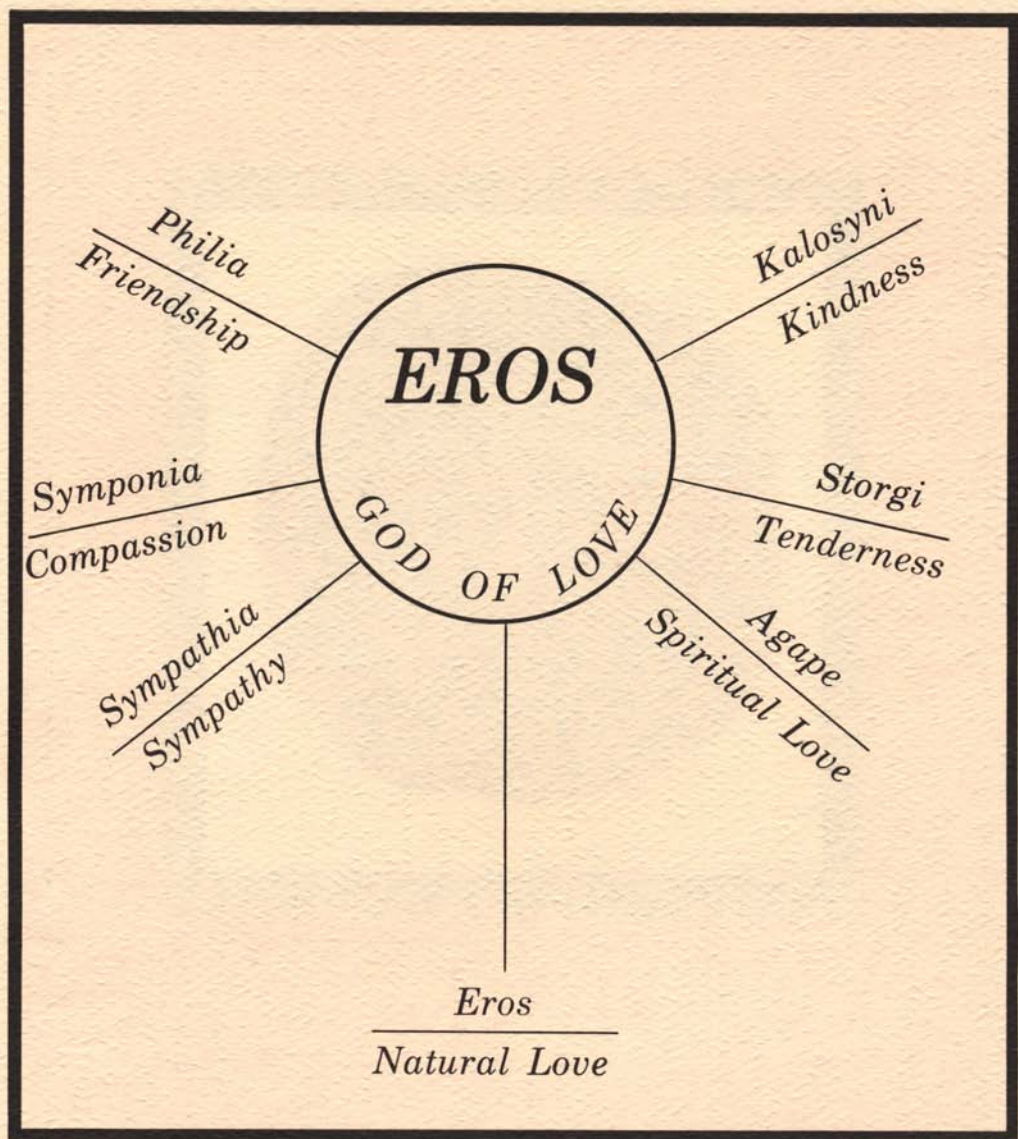 Philia
Friendship
Kalosyni
Kindness
EROS
GOD OF LOVE
Symponia
Compassion
Storgi
Tenderness
Sympathia
Sympathy
Agape
Spiritual Love
Eros
Natural Love